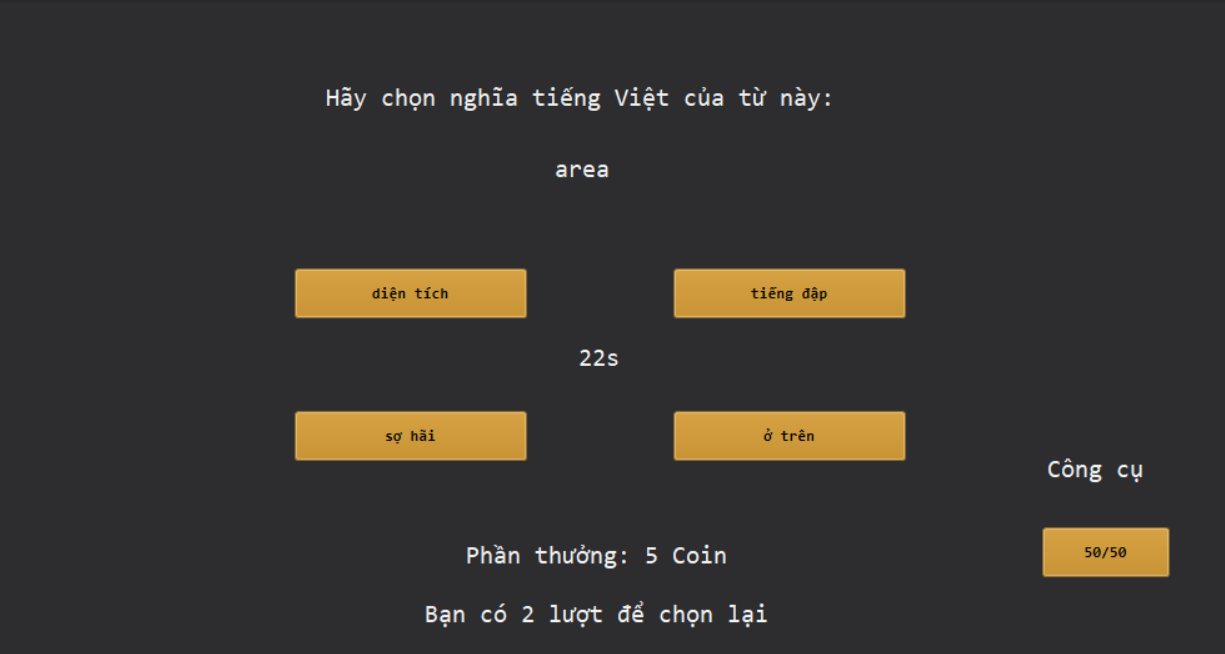 Hãy chọn nghĩa tiếng Việt của từ này:
area
diện tích
tiếng đập
22s
sợ hãi
ở trên
Công cụ
50/50
Phần thưởng: 5 Coin
Bạn có 2 lượt để chọn lại